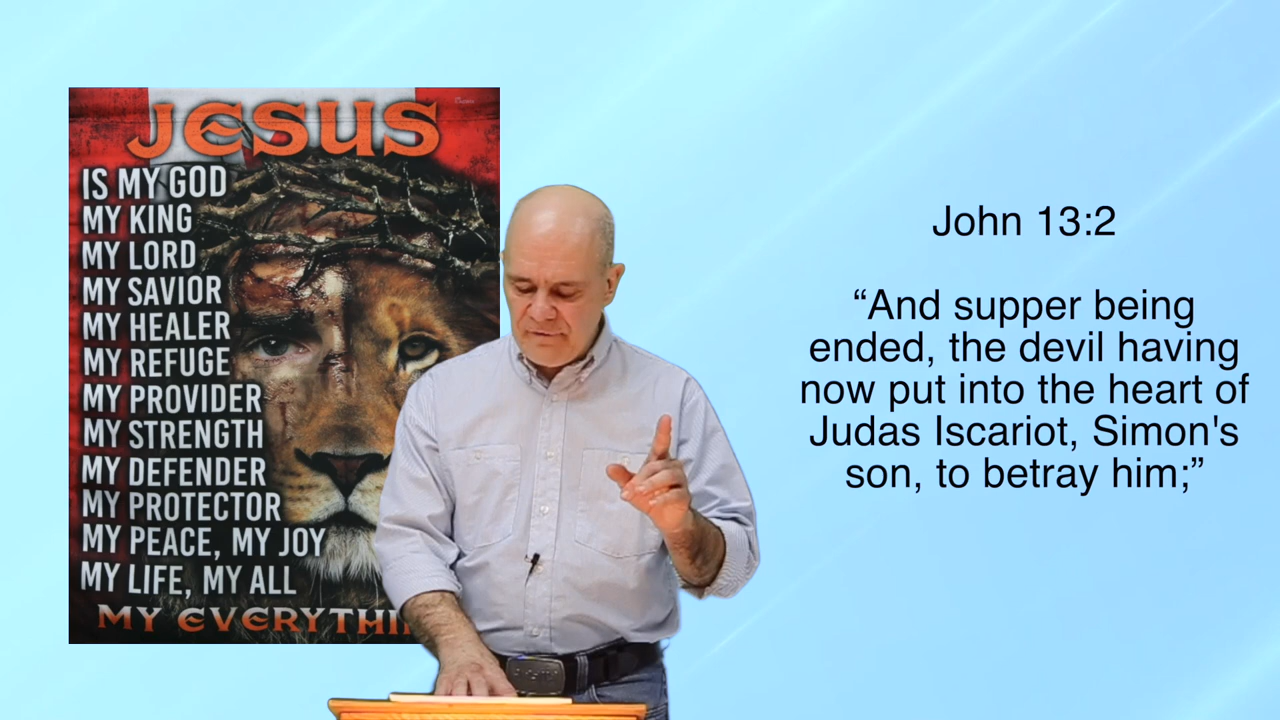 JESUS
IS MY GOD
MY KING
MY LORD
MY SAVIOR
MY HEALER
MY REFUGE
MY PROVIDER
MY STRENGTH
MY DEFENDER
MY PROTECTOR
MY PEACE, MY JOY
MY LIFE, MY ALL
MY EVERYTHI
John 13:2
“And supper being
ended, the devil having
now put into the heart of
Judas Iscariot, Simon's
son, to betray him;”